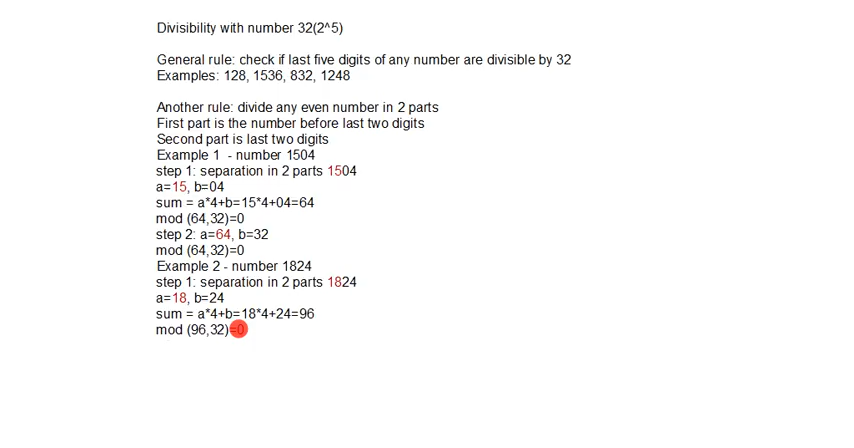 Divisibility with number 32(2^5)
General rule: check if last five digits of any number are divisible by 32
Examples: 128, 1536, 832, 1248
Another rule: divide any even number in 2 parts
First part is the number before last two digits
Second part is last two digits
Example 1 - number 1504
step 1: separation in 2 parts 1504
a=15, b=04
sum = a*4+b=15*4+04=64
mod (64,32)=0
step 2: a=64, b=32
mod (64,32)=0
Example 2 - number 1824
step 1: separation in 2 parts 1824
a=18, b=24
sum = a*4+b=18*4+24=96
mod (96,32)=0